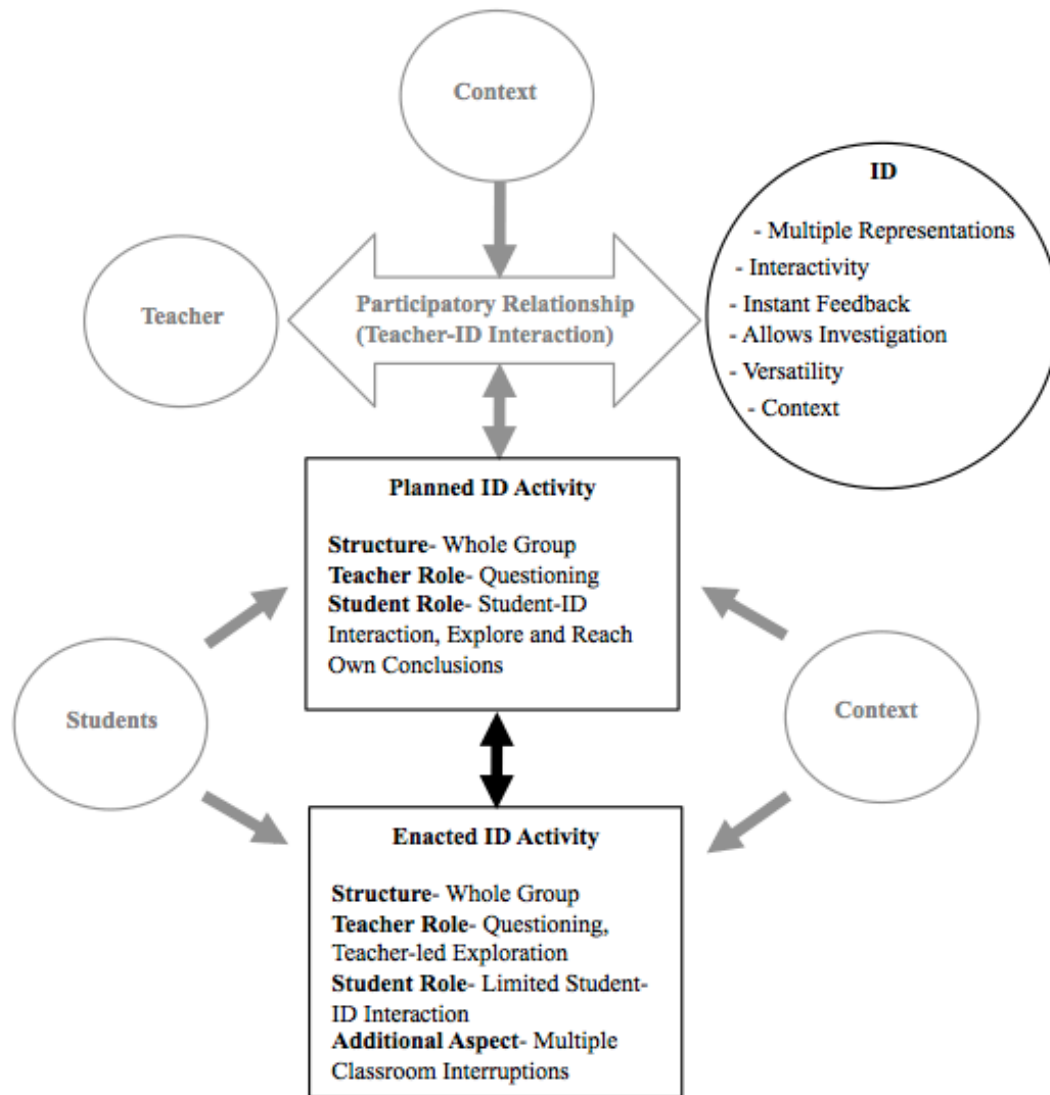 Context
ID
- Multiple Representations
- Interactivity
- Instant Feedback
- Allows Investigation
- Versatility
- Context
Teacher
Participatory Relationship
(Teacher-ID Interaction)
Planned ID Activity
Structure- Whole Group
Teacher Role- Questioning
Student Role- Student-ID
Interaction, Explore and Reach
Own Conclusions
Students
Context
Enacted ID Activity
Structure- Whole Group
Teacher Role- Questioning,
Teacher-led Exploration
Student Role- Limited Student-
ID Interaction
Additional Aspect- Multiple
Classroom Interruptions